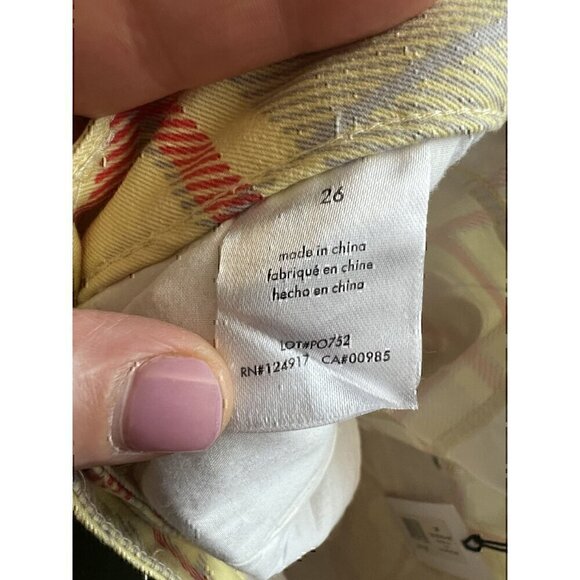 26
made in china
fabriqué en chine
hecho en china
LOT#PO752
RN#124917 CA#00985